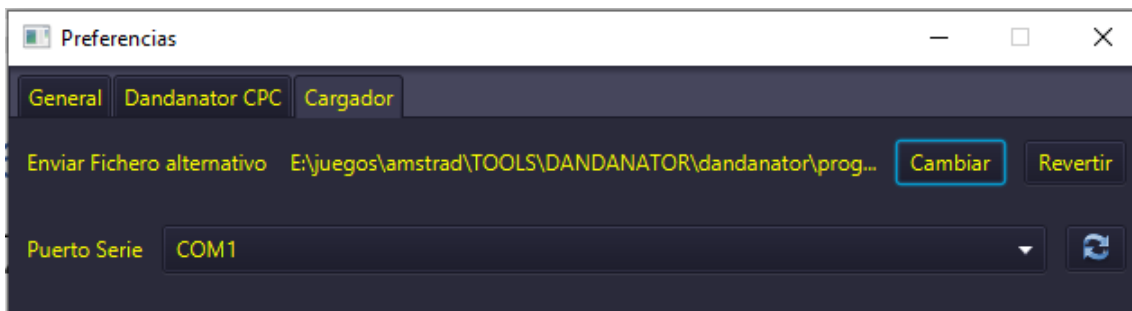 Preferencias
General Dandanator CPC Cargador
Enviar Fichero alternativo E:\juegos\amstrad\TOOLS\DANDANATOR\dandanator\prog... Cambiar Revertir
Puerto Serie COM1